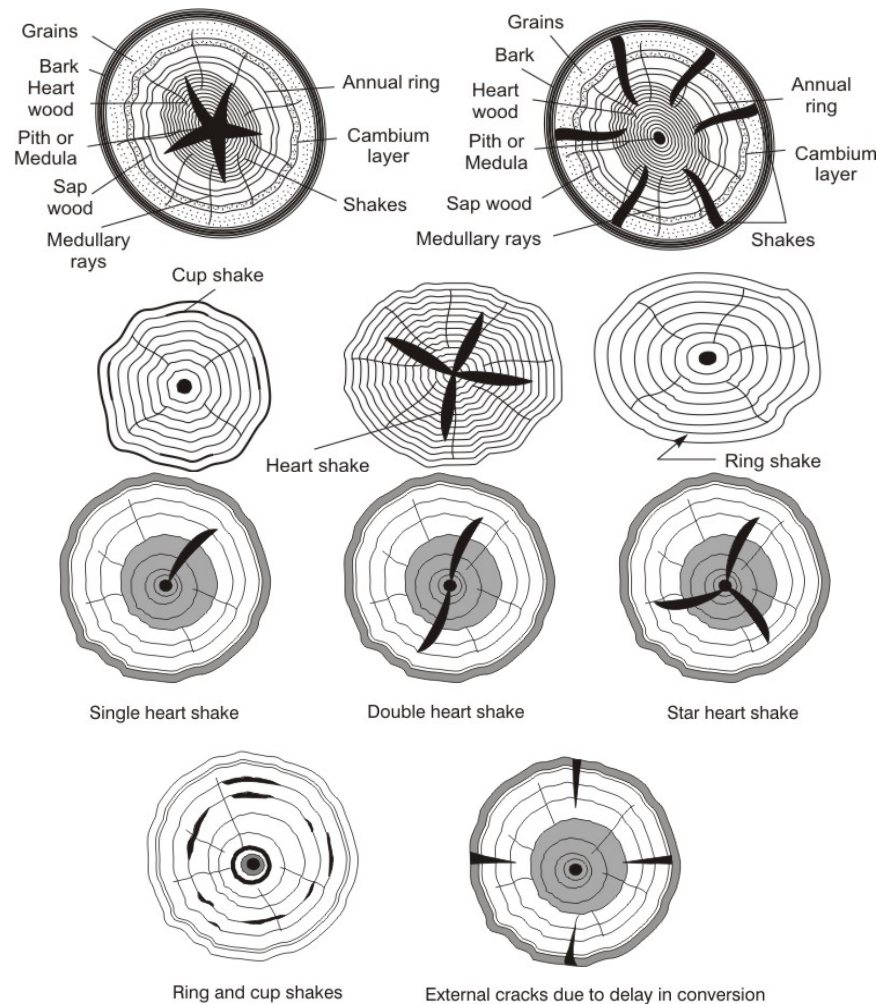 Grains
Bark
Heart
wood
Pith or
Medula
Sap
wood
Medullary
rays
Annual ring
Cambium
layer
Shakes
Grains
Bark
Heart
wood
Pith or
Medula
Sap wood
Medullary rays
Annual
ring
Cambium
layer
Shakes
Cup shake
Heart shake
Ring shake
Single heart shake
Double heart shake
Star heart shake
Ring and cup shakes
External cracks due to delay in conversion